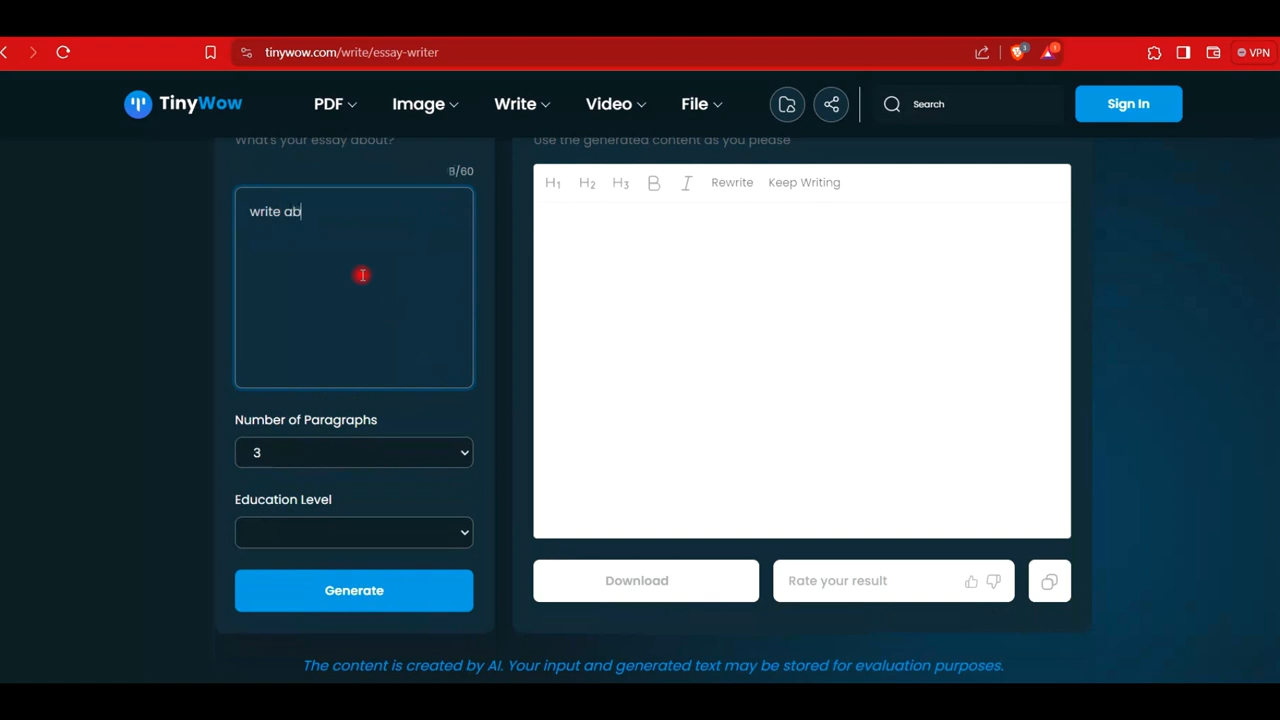 tinywow.com/write/essay-writer
3
1
VPN
TinyWow
PDF Image Write Video File
Search
Sign In
What's your essay about?
Use the generated content as you please
8/60
H1 H2 H3 B I Rewrite Keep Writing
write ab
Number of Paragraphs
3
Education Level
Generate
Download
Rate your result
The content is created by AI. Your input and generated text may be stored for evaluation purposes.